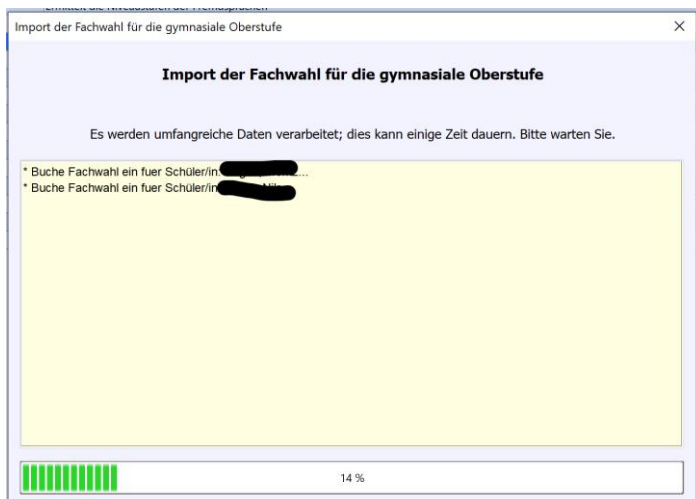 Import der Fachwahl für die gymnasiale Oberstufe
Import der Fachwahl für die gymnasiale Oberstufe
Es werden umfangreiche Daten verarbeitet; dies kann einige Zeit dauern. Bitte warten Sie.
* Buche Fachwahl ein fuer Schüler/in:
* Buche Fachwahl ein fuer Schüler/in
14 %